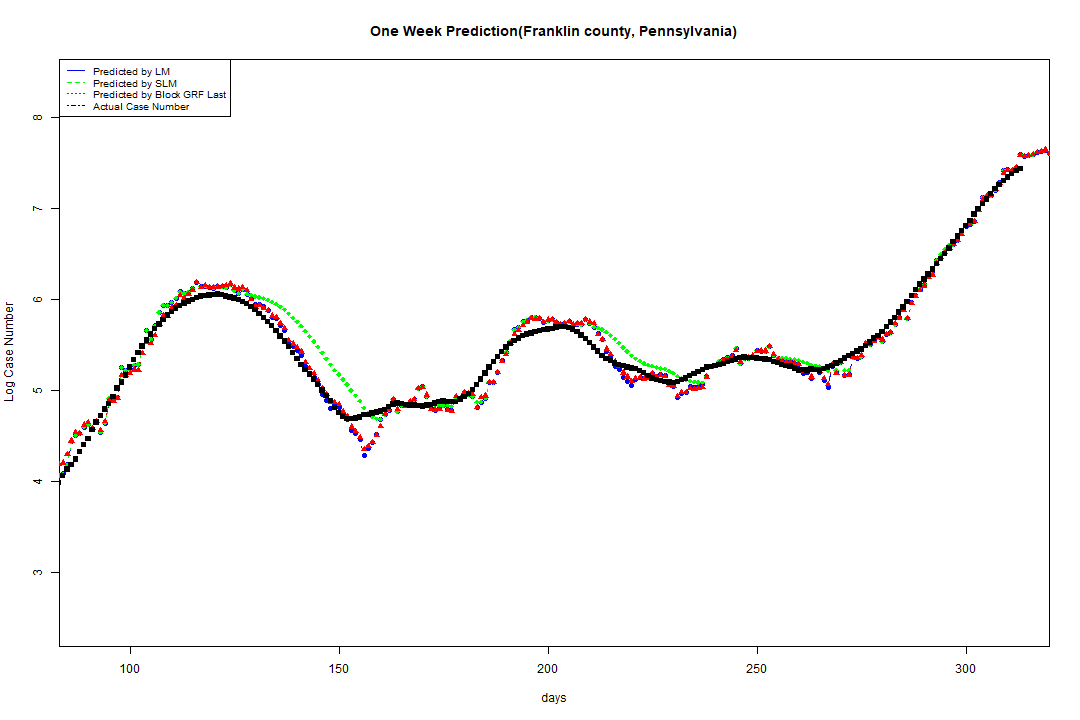 One Week Prediction(Franklin county, Pennsylvania)
Predicted by LM
Predicted by SLM
Predicted by Block GRF Last
Actual Case Number
8
7
6
5
4
3
Log Case Number
100 150 200 250 300
days